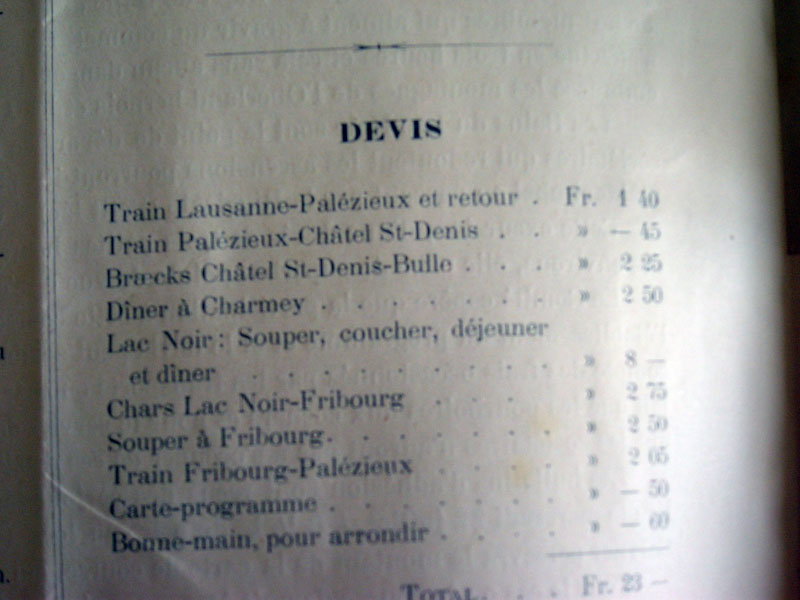 DEVIS
Train Lausanne-Palézieux et retour . Fr. 1 40
Train Palézieux-Châtel St-Denis . . » — 45
Brœcks Châtel St-Denis-Bulle . . . . » 2 25
Dîner à Charmey . . . . . . . » 2 50
Lac Noir: Souper, coucher, déjeuner
et dîner . . . . . . . . . » 8 —
Chars Lac Noir-Fribourg . . . . » 2 75
Souper à Fribourg. . . . . . . » 2 50
Train Fribourg-Palézieux . . . . » 2 05
Carte-programme . . . . . . . » — 50
Bonne-main, pour arrondir . . . . » — 60
TOTAL. . . Fr. 23 —